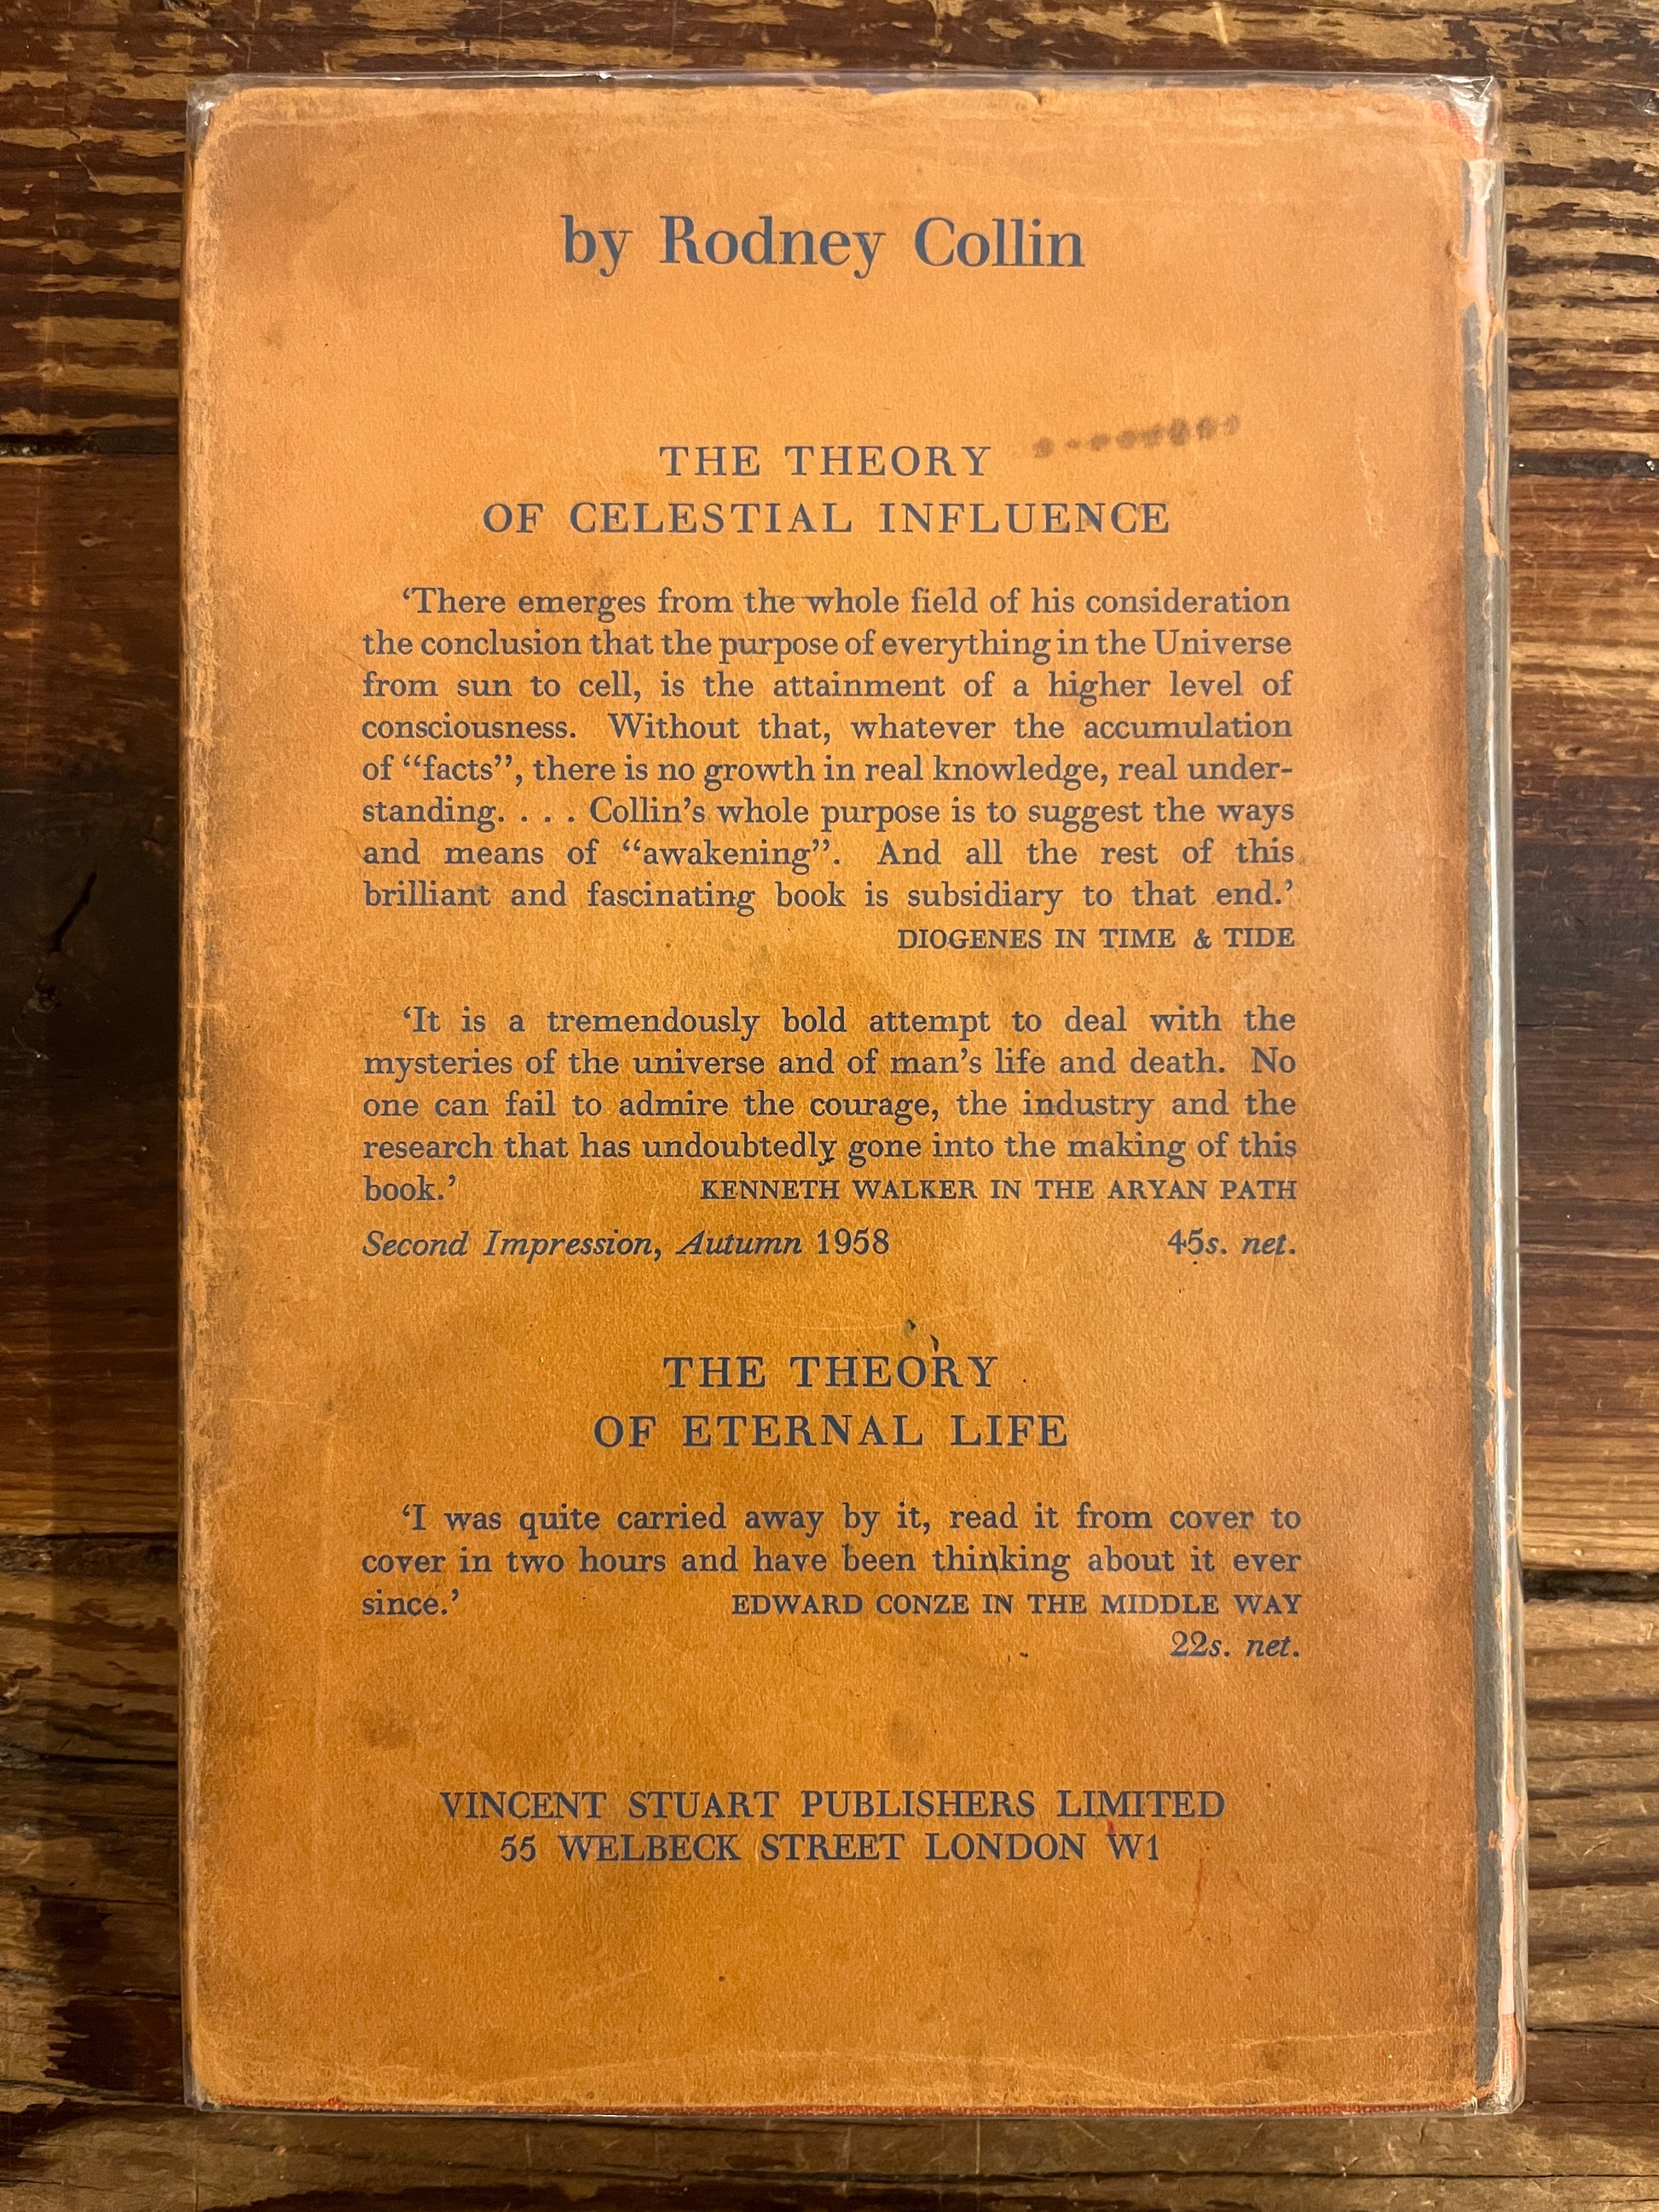 by Rodney Collin
THE THEORY
OF CELESTIAL INFLUENCE
‘There emerges from the whole field of his consideration
the conclusion that the purpose of everything in the Universe
from sun to cell, is the attainment of a higher level of
consciousness. Without that, whatever the accumulation
of “facts”, there is no growth in real knowledge, real under-
standing. . . . Collin’s whole purpose is to suggest the ways
and means of “awakening”. And all the rest of this
brilliant and fascinating book is subsidiary to that end.’
DIOGENES IN TIME & TIDE
‘It is a tremendously bold attempt to deal with the
mysteries of the universe and of man’s life and death. No
one can fail to admire the courage, the industry and the
research that has undoubtedly gone into the making of this
book.’ KENNETH WALKER IN THE ARYAN PATH
Second Impression, Autumn 1958 45s. net.
THE THEORY
OF ETERNAL LIFE
‘I was quite carried away by it, read it from cover to
cover in two hours and have been thinking about it ever
since.’ EDWARD CONZE IN THE MIDDLE WAY
22s. net.
VINCENT STUART PUBLISHERS LIMITED
55 WELBECK STREET LONDON W1